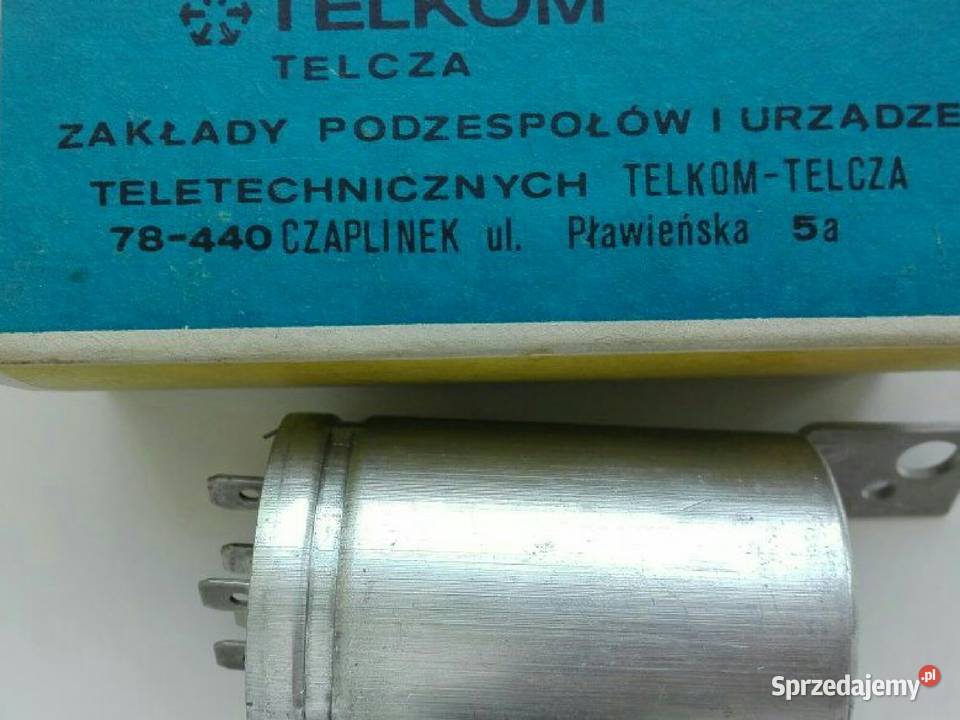 TELKOM
TELCZA
ZAKŁADY PODZESPOŁÓW I URZĄDZE
TELETECHNICZNYCH TELKOM-TELCZA
78-440 CZAPLINEK ul. Pławieńska 5a
Sprzedajemy.pl